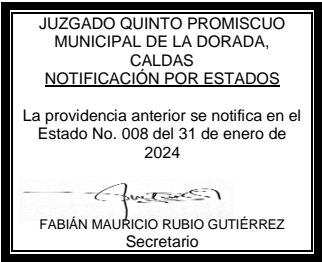 JUZGADO QUINTO PROMISCUO
MUNICIPAL DE LA DORADA,
CALDAS
NOTIFICACIÓN POR ESTADOS
La providencia anterior se notifica en el
Estado No. 008 del 31 de enero de
2024
FABIÁN MAURICIO RUBIO GUTIÉRREZ
Secretario